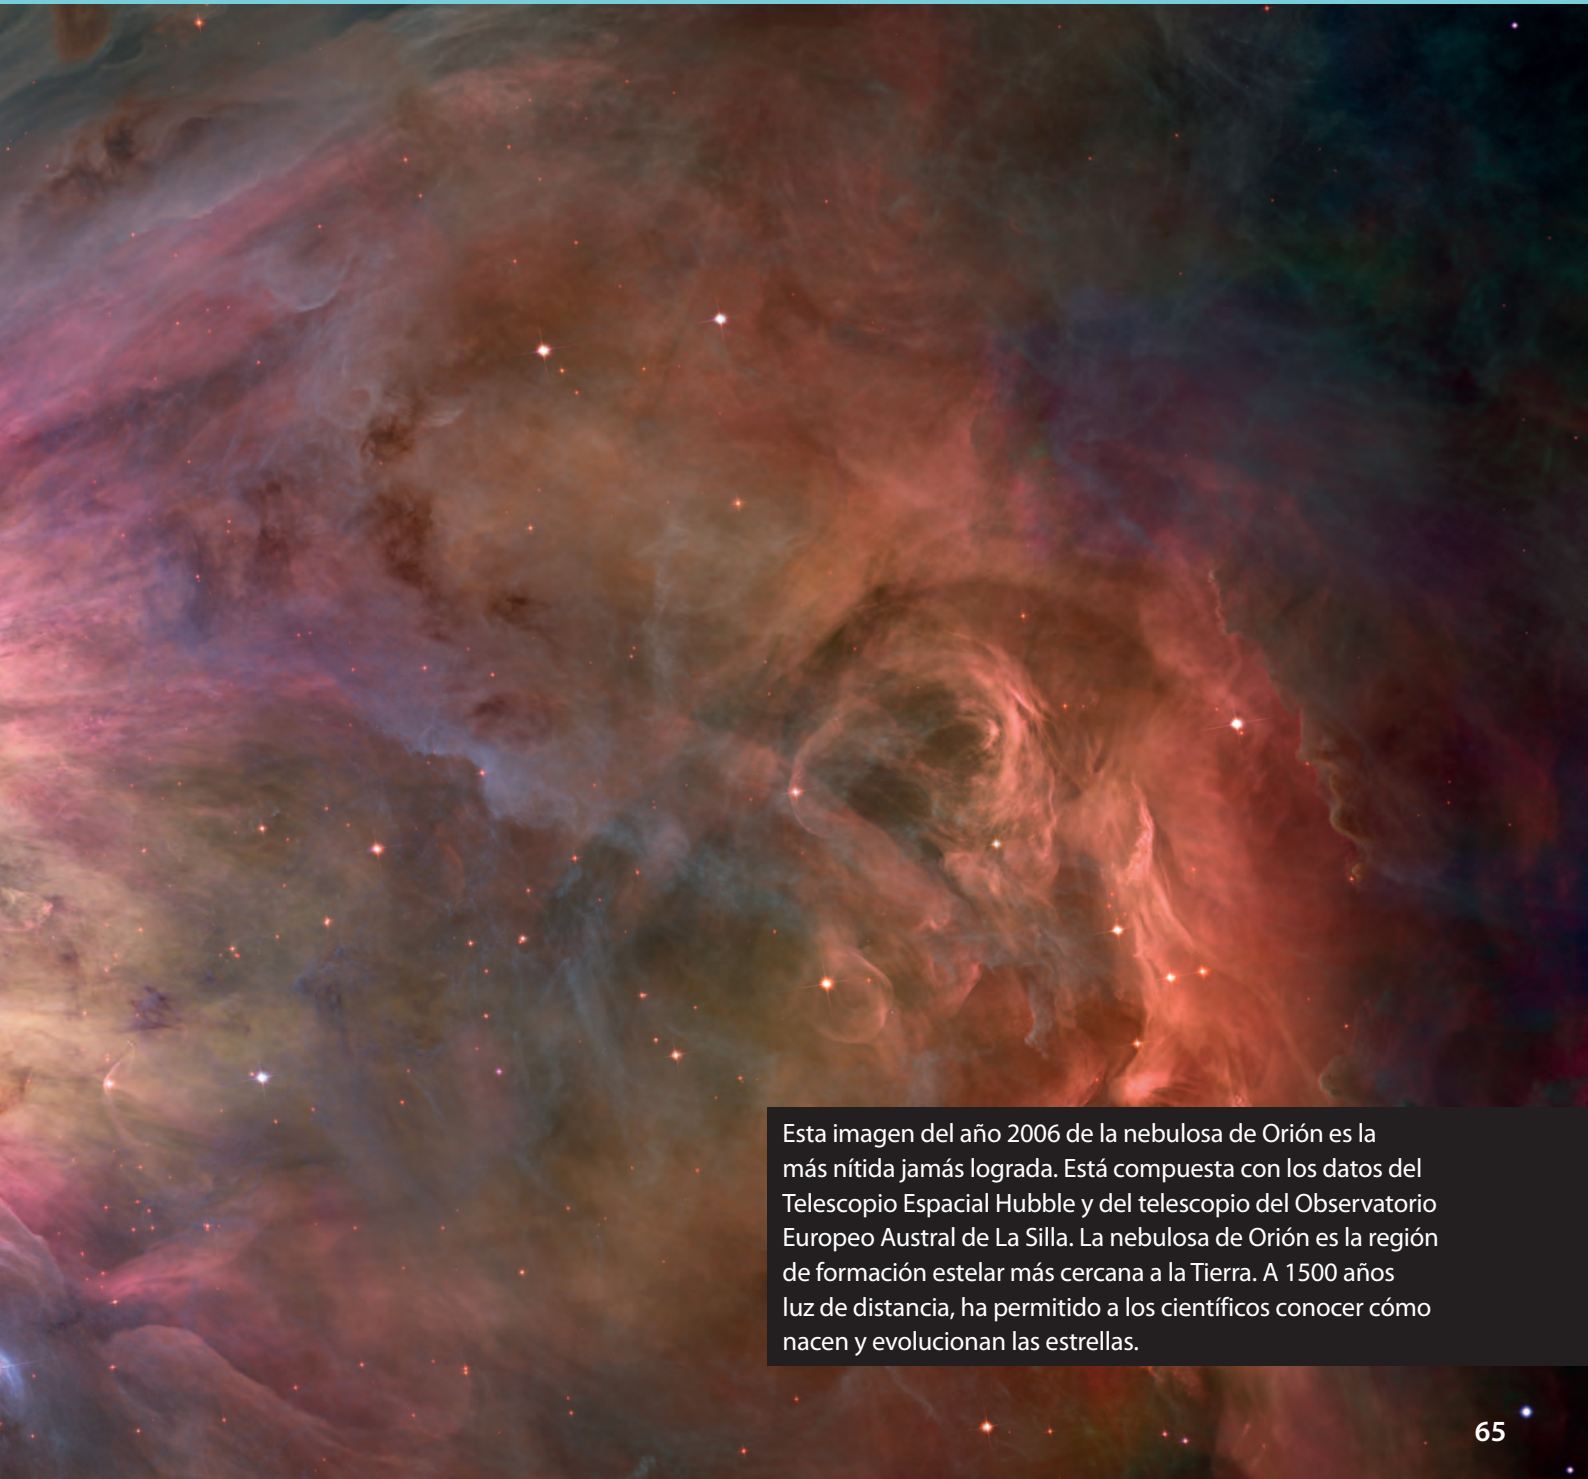 Esta imagen del año 2006 de la nebulosa de Orión es la
más nítida jamás lograda. Está compuesta con los datos del
Telescopio Espacial Hubble y del telescopio del Observatorio
Europeo Austral de La Silla. La nebulosa de Orión es la región
de formación estelar más cercana a la Tierra. A 1500 años
luz de distancia, ha permitido a los científicos conocer cómo
nacen y evolucionan las estrellas.
65